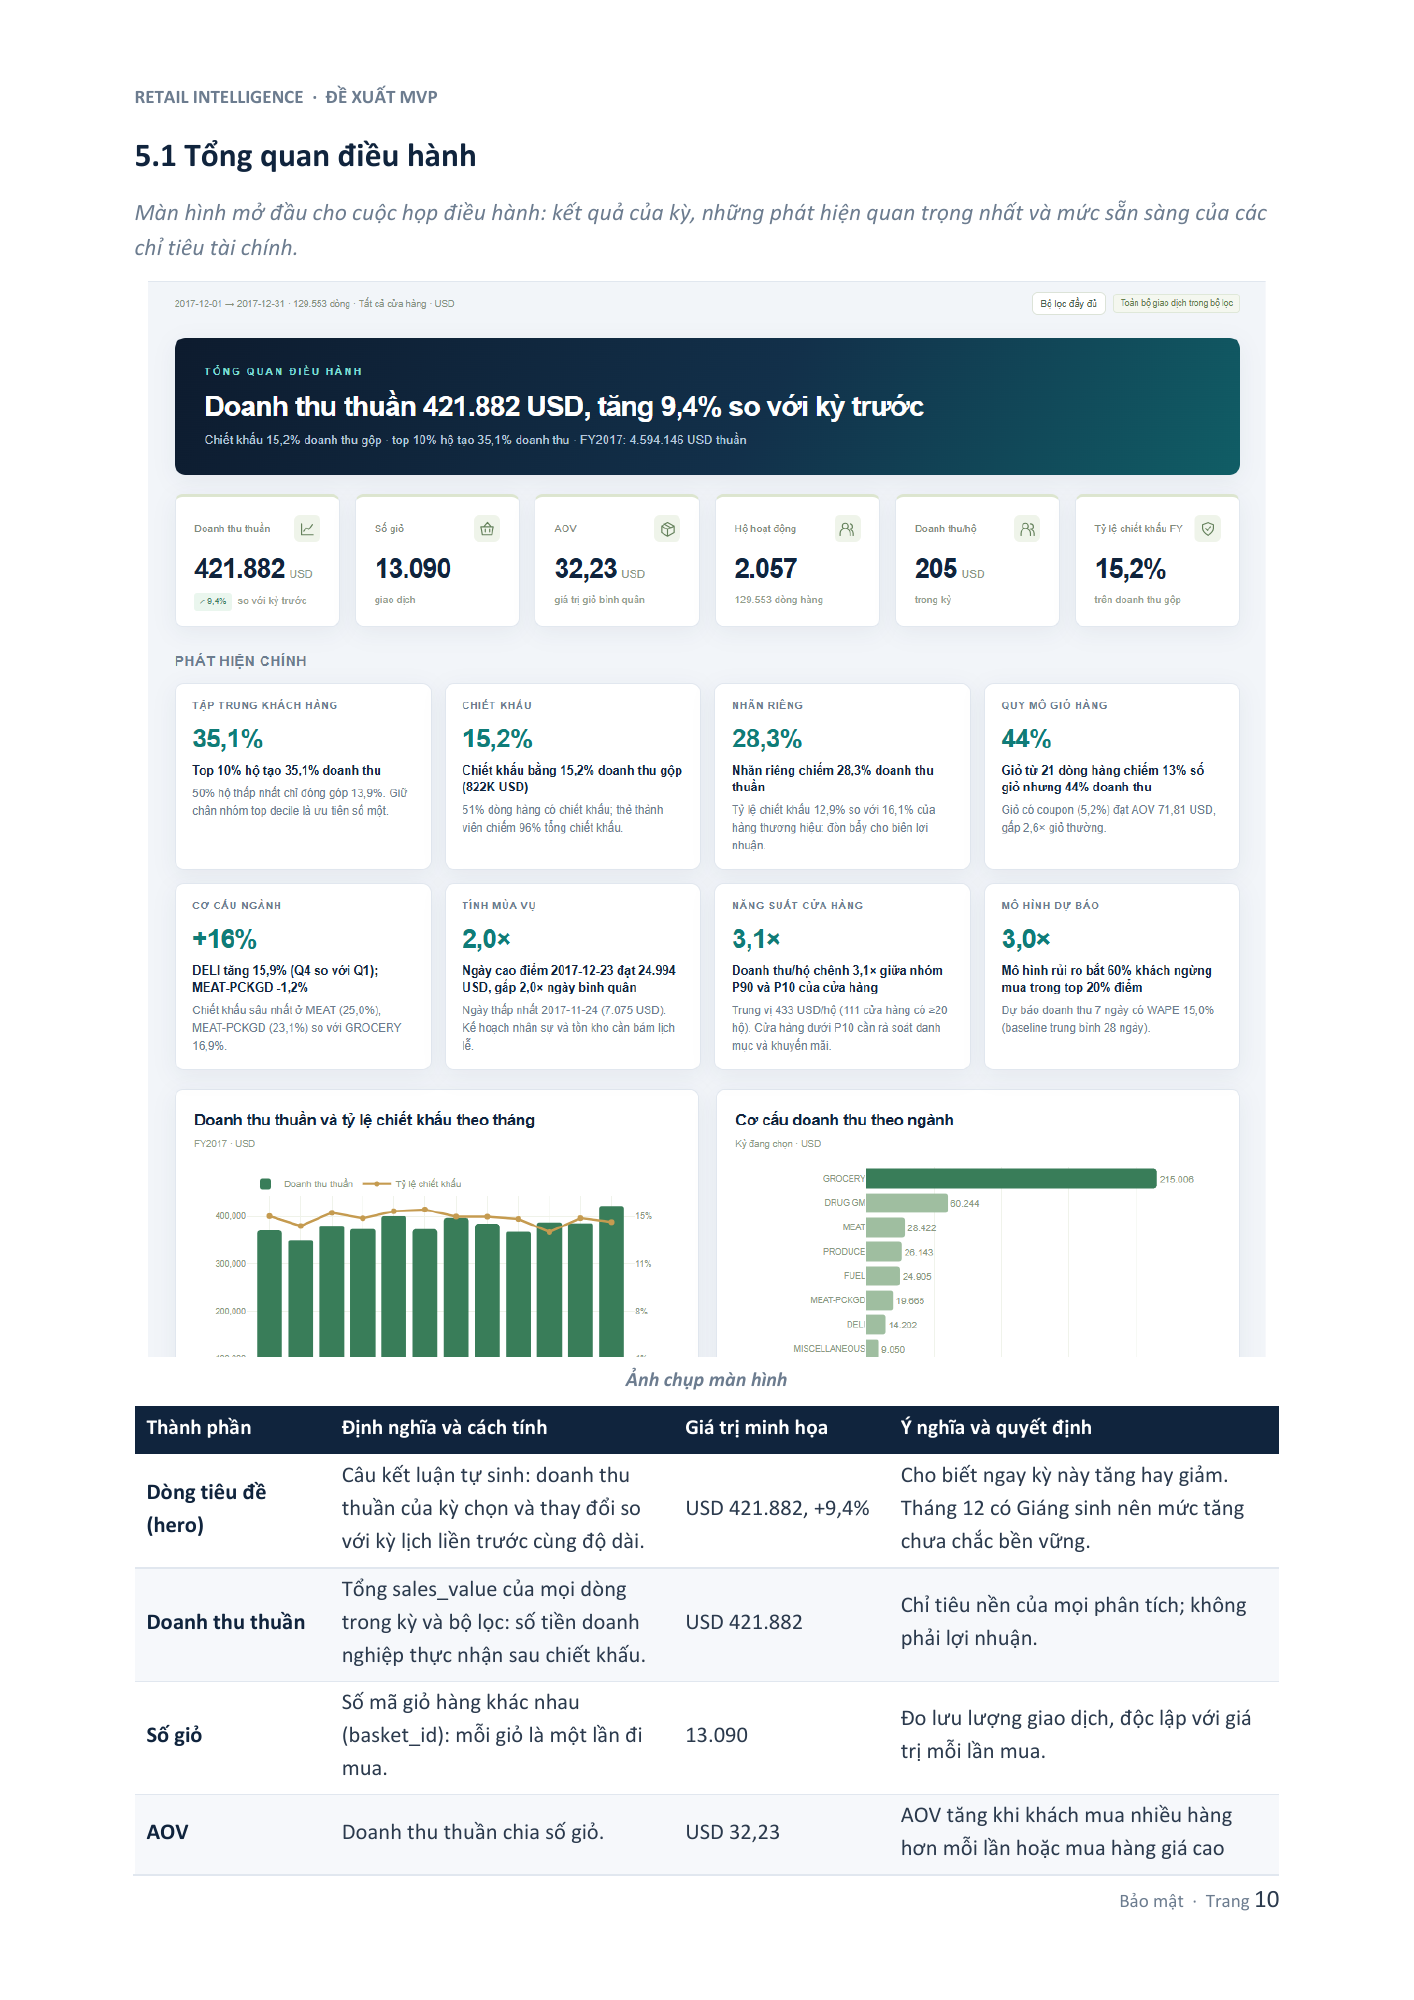 RETAIL INTELLIGENCE · ĐỀ XUẤT MVP
5.1 Tổng quan điều hành
Màn hình mở đầu cho cuộc họp điều hành: kết quả của kỳ, những phát hiện quan trọng nhất và mức sẵn sàng của các
chỉ tiêu tài chính.
2017-12-01 → 2017-12-31 · 129.553 dòng · Tất cả cửa hàng · USD
Bộ lọc đầy đủ
Toàn bộ giao dịch trong bộ lọc
TỔNG QUAN ĐIỀU HÀNH
Doanh thu thuần 421.882 USD, tăng 9,4% so với kỳ trước
Chiết khấu 15,2% doanh thu gộp · top 10% hộ tạo 35,1% doanh thu · FY2017: 4.594.146 USD thuần
Doanh thu thuần
421.882 USD
9,4% so với kỳ trước
Số giỏ
13.090
giao dịch
AOV
32,23 USD
giá trị giỏ bình quân
Hộ hoạt động
2.057
129.553 dòng hàng
Doanh thu/hộ
205 USD
trong kỳ
Tỷ lệ chiết khấu FY
15,2%
trên doanh thu gộp
PHÁT HIỆN CHÍNH
TẬP TRUNG KHÁCH HÀNG
35,1%
Top 10% hộ tạo 35,1% doanh thu
50% hộ thấp nhất chỉ đóng góp 13,9%. Giữ
chân nhóm top decile là ưu tiên số một.
CHIẾT KHẤU
15,2%
Chiết khấu bằng 15,2% doanh thu gộp
(822K USD)
51% dòng hàng có chiết khấu; thẻ thành
viên chiếm 96% tổng chiết khấu.
NHÃN RIÊNG
28,3%
Nhãn riêng chiếm 28,3% doanh thu
thuần
Tỷ lệ chiết khấu 12,9% so với 16,1% của
hàng thương hiệu: đòn bẩy cho biên lợi
nhuận.
QUY MÔ GIỎ HÀNG
44%
Giỏ từ 21 dòng hàng chiếm 13% số
giỏ nhưng 44% doanh thu
Giỏ có coupon (5,2%) đạt AOV 71,81 USD,
gấp 2,6× giỏ thường.
CƠ CẤU NGÀNH
+16%
DELI tăng 15,9% (Q4 so với Q1);
MEAT-PCKGD -1,2%
Chiết khấu sâu nhất ở MEAT (25,0%),
MEAT-PCKGD (23,1%) so với GROCERY
16,9%.
TÍNH MÙA VỤ
2,0×
Ngày cao điểm 2017-12-23 đạt 24.994
USD, gấp 2,0× ngày bình quân
Ngày thấp nhất 2017-11-24 (7.075 USD).
Kế hoạch nhân sự và tồn kho cần bám lịch
lễ.
NĂNG SUẤT CỬA HÀNG
3,1×
Doanh thu/hộ chênh 3,1× giữa nhóm
P90 và P10 của cửa hàng
Trung vị 433 USD/hộ (111 cửa hàng có ≥20
hộ). Cửa hàng dưới P10 cần rà soát danh
mục và khuyến mãi.
MÔ HÌNH DỰ BÁO
3,0×
Mô hình rủi ro bắt 60% khách ngừng
mua trong top 20% điểm
Dự báo doanh thu 7 ngày có WAPE 15,0%
(baseline trung bình 28 ngày).
Doanh thu thuần và tỷ lệ chiết khấu theo tháng
FY2017 · USD
Doanh thu thuần
Tỷ lệ chiết khấu
400,000
15%
300,000
11%
200,000
8%
Cơ cấu doanh thu theo ngành
Kỳ đang chọn · USD
GROCERY 215.006
DRUG GM 60.244
MEAT 28.422
PRODUCE 26.143
FUEL 24.905
MEAT-PCKGD 19.665
DELI 14.202
MISCELLANEOUS 9.050
Ảnh chụp màn hình
Thành phần
Định nghĩa và cách tính
Giá trị minh họa
Ý nghĩa và quyết định
Dòng tiêu đề
(hero)
Câu kết luận tự sinh: doanh thu
thuần của kỳ chọn và thay đổi so
với kỳ lịch liền trước cùng độ dài.
USD 421.882, +9,4%
Cho biết ngay kỳ này tăng hay giảm.
Tháng 12 có Giáng sinh nên mức tăng
chưa chắc bền vững.
Doanh thu thuần
Tổng sales_value của mọi dòng
trong kỳ và bộ lọc: số tiền doanh
nghiệp thực nhận sau chiết khấu.
USD 421.882
Chỉ tiêu nền của mọi phân tích; không
phải lợi nhuận.
Số giỏ
Số mã giỏ hàng khác nhau
(basket_id): mỗi giỏ là một lần đi
mua.
13.090
Đo lưu lượng giao dịch, độc lập với giá
trị mỗi lần mua.
AOV
Doanh thu thuần chia số giỏ.
USD 32,23
AOV tăng khi khách mua nhiều hàng
hơn mỗi lần hoặc mua hàng giá cao
Bảo mật · Trang 10